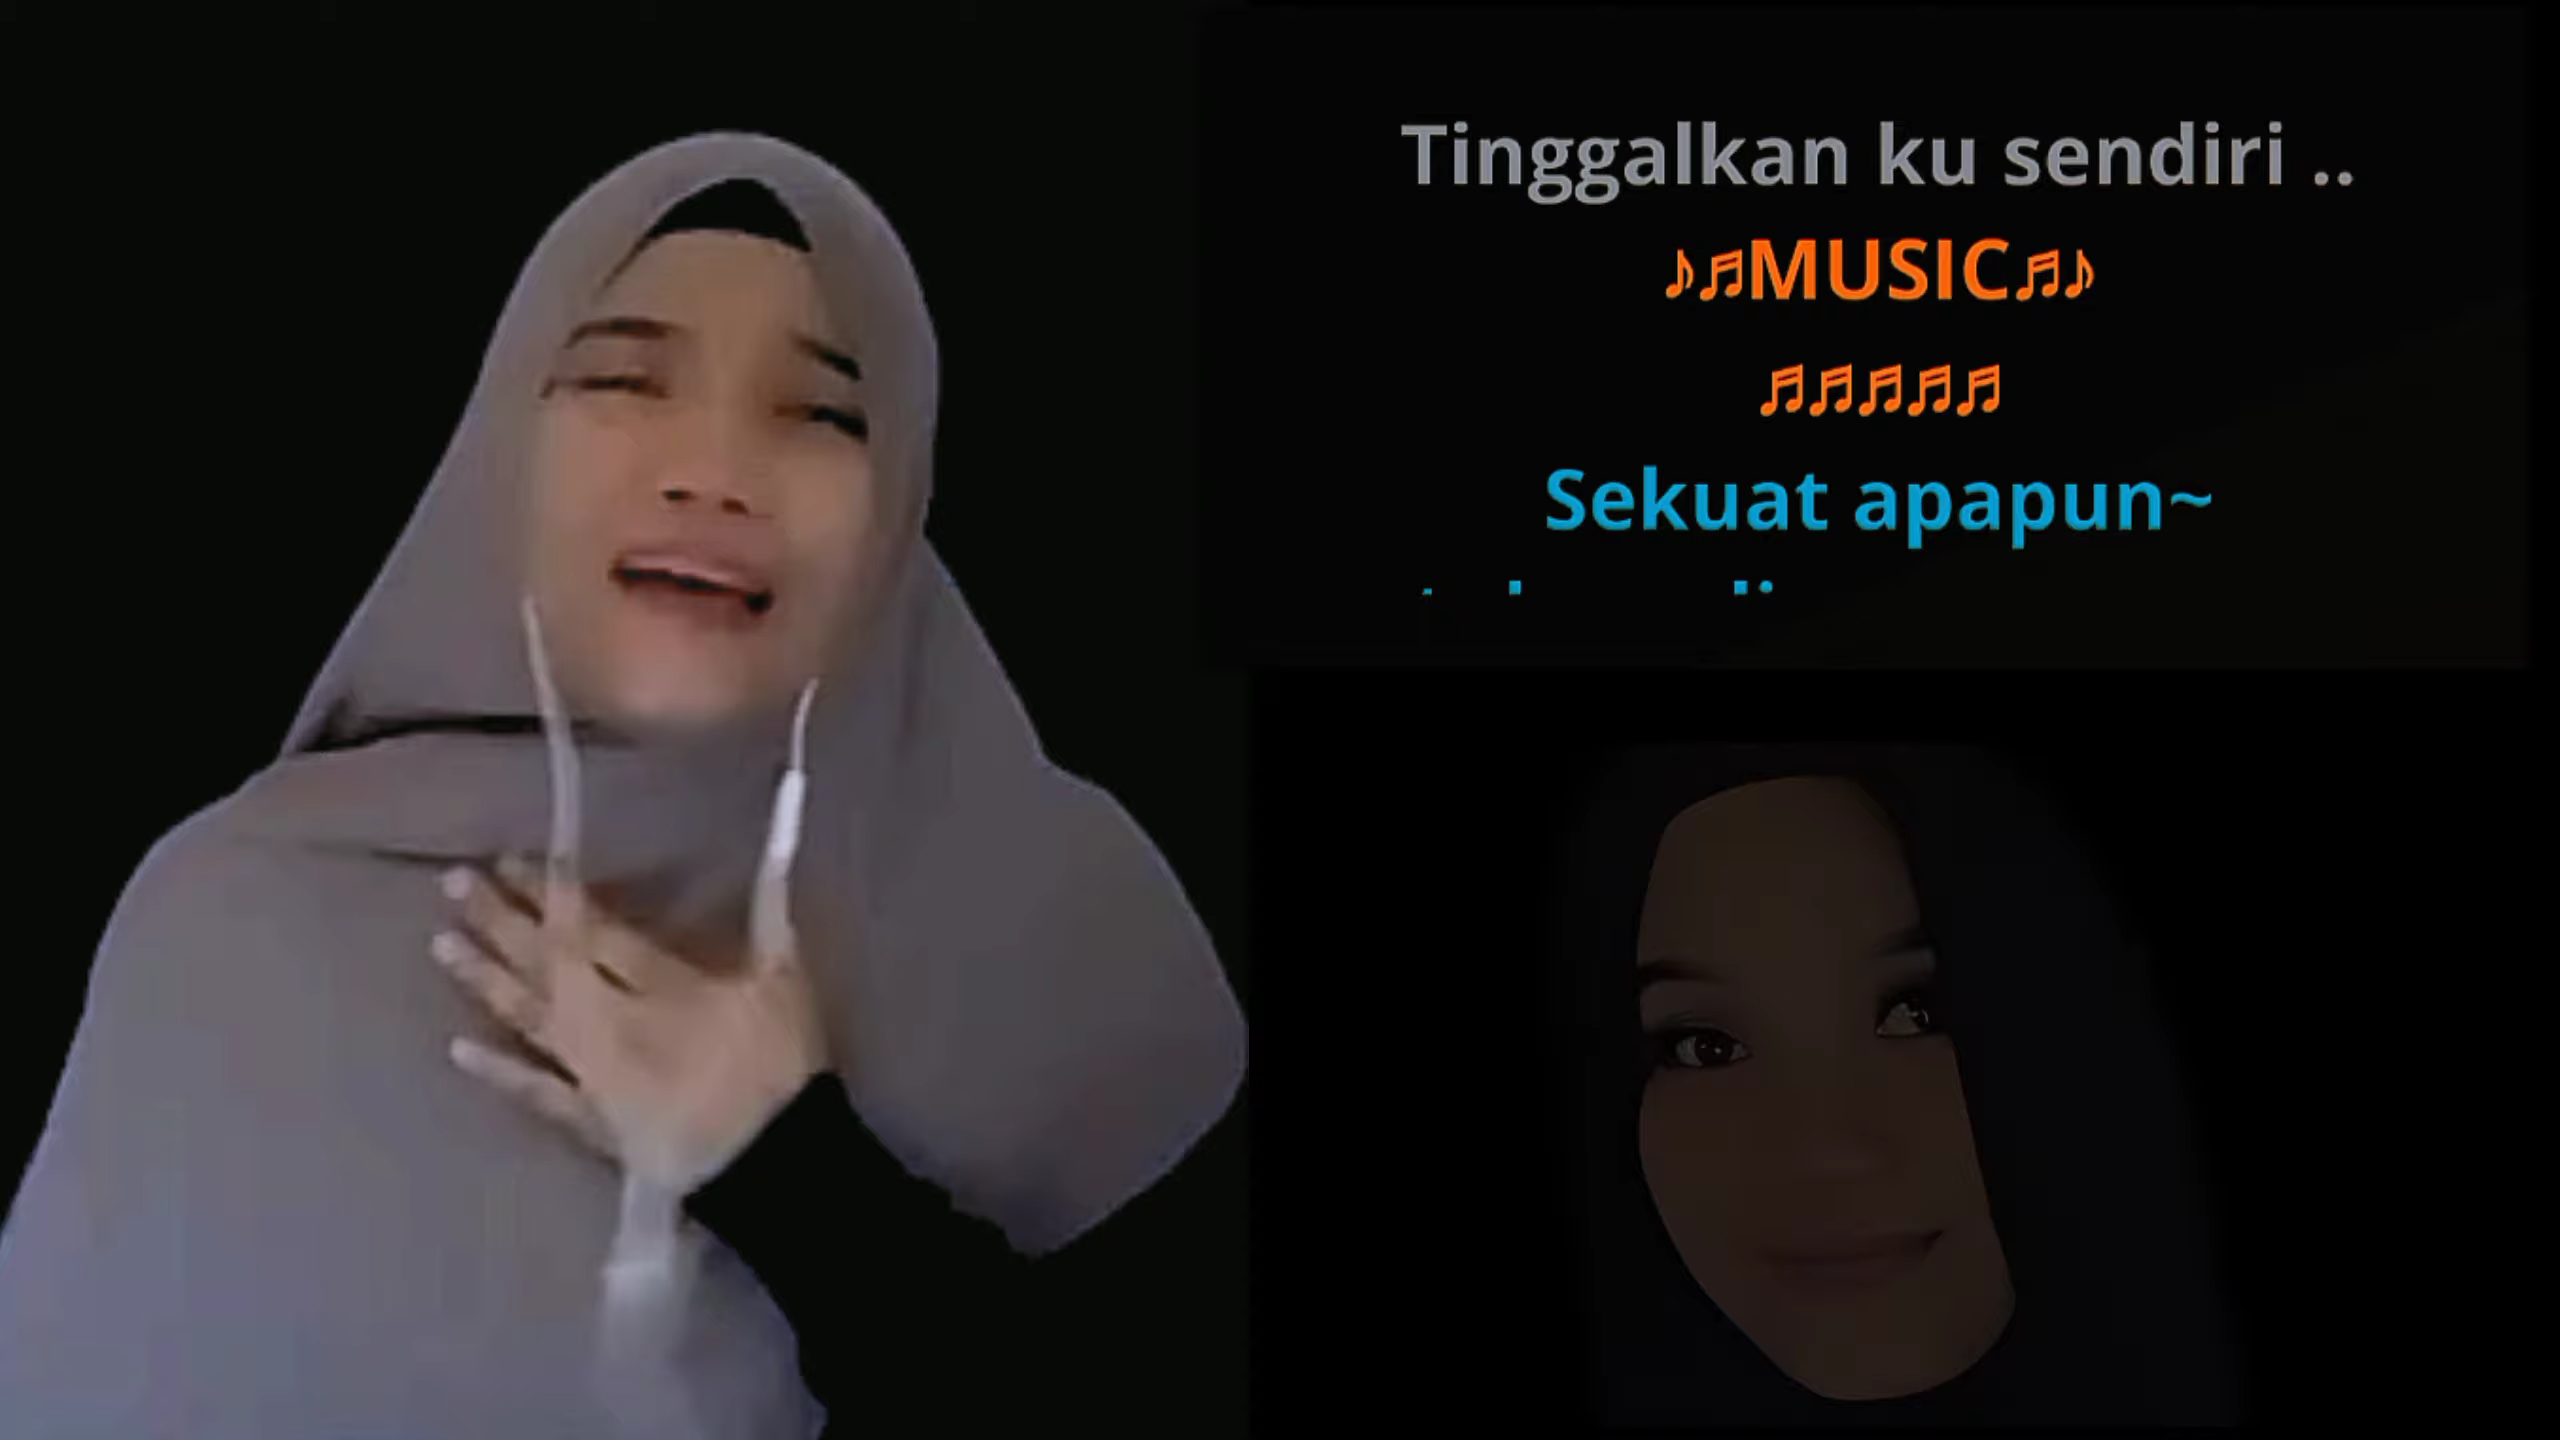 Tinggalkan ku sendiri ..
♪♬MUSIC♬♪
♬♬♬♬♬
Sekuat apapun~